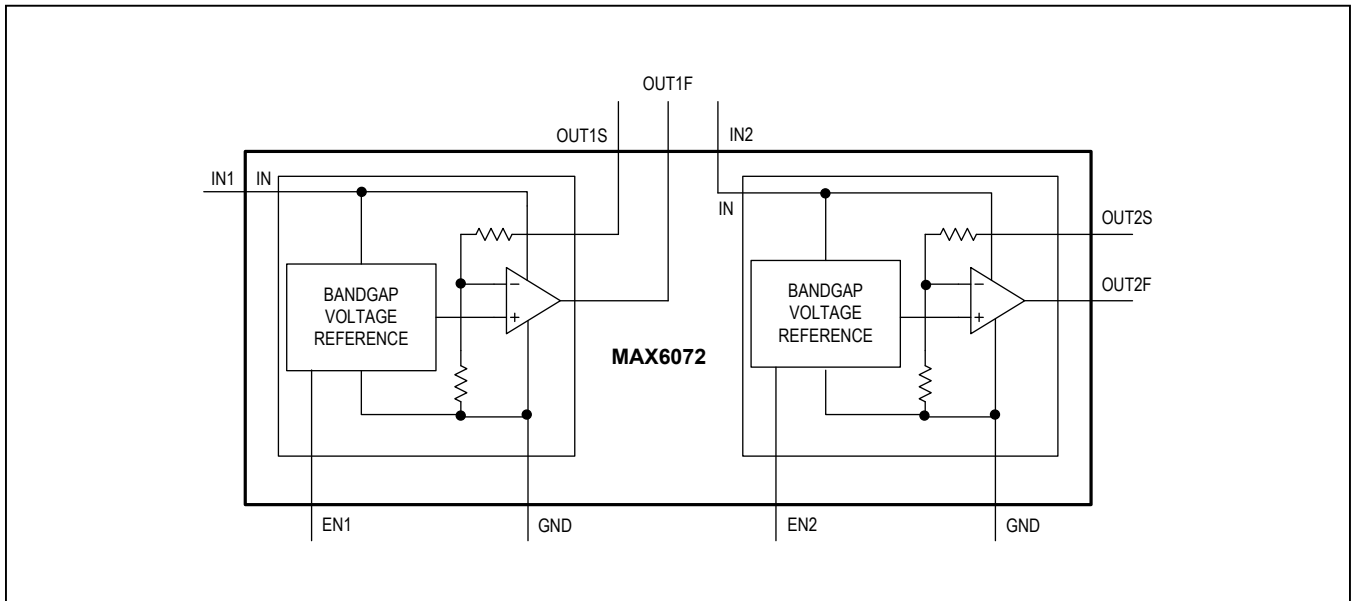 OUT1F
OUT1S
IN2
IN1
IN
IN
OUT2S
OUT2F
BANDGAP
VOLTAGE
REFERENCE
−
+
MAX6072
BANDGAP
VOLTAGE
REFERENCE
−
+
EN1
GND
EN2
GND